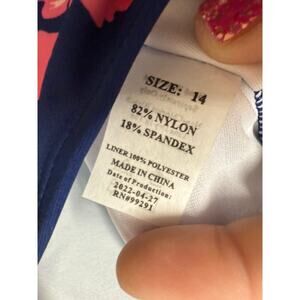 SIZE: 14
82% NYLON
18% SPANDEX
LINER 100% POLYESTER
MADE IN CHINA
Date of Production:
2022-04-27
RN#99291